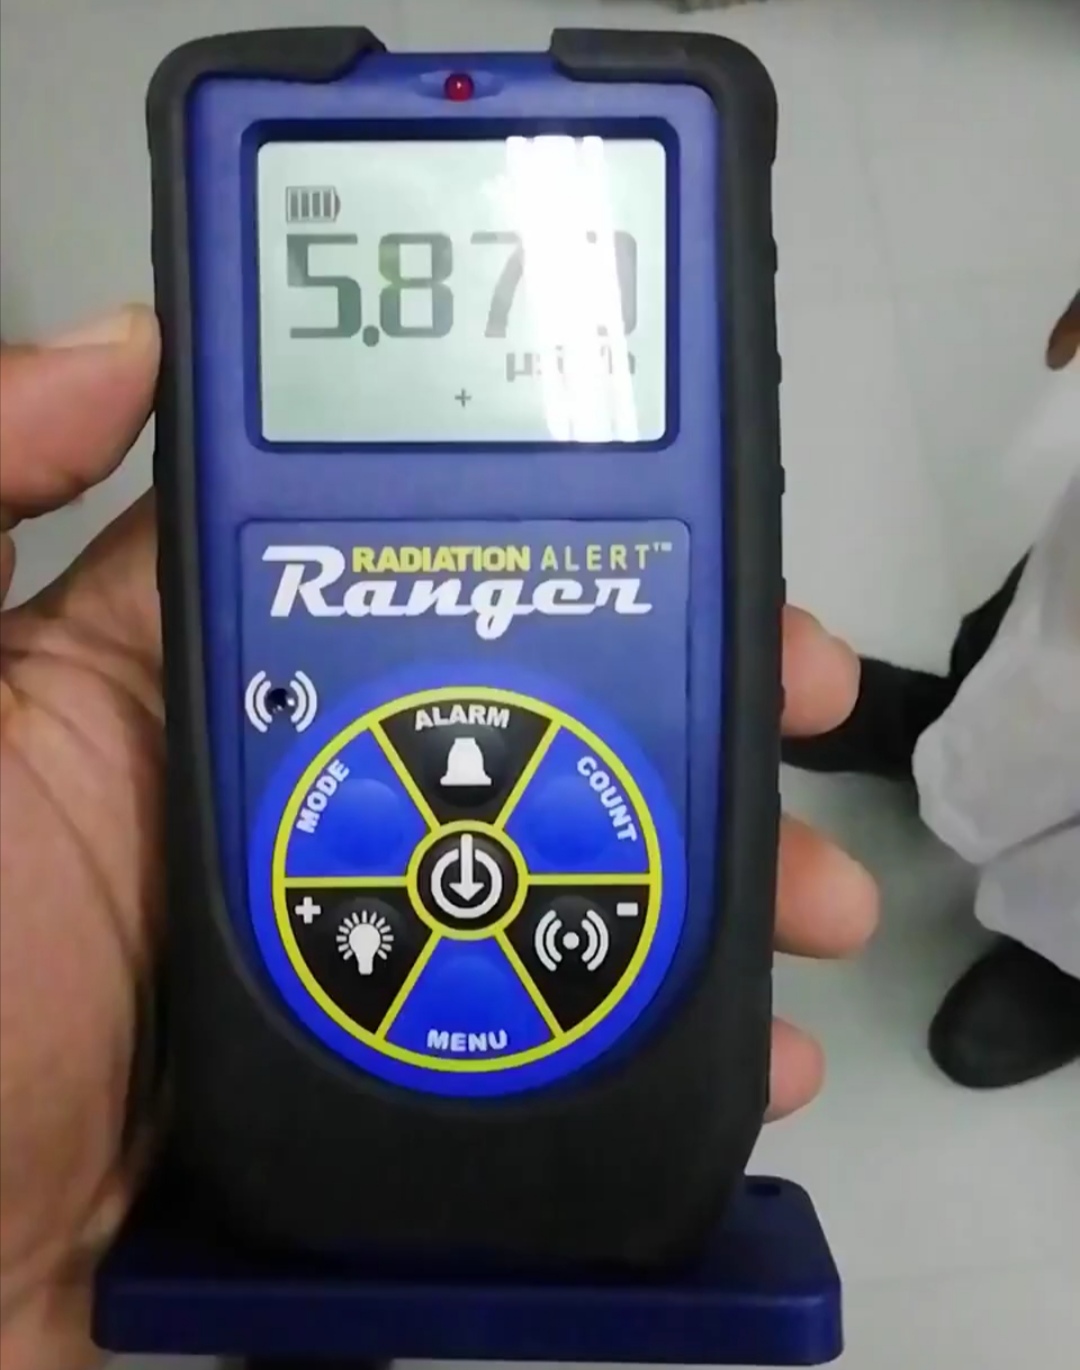 5.87
RADIATION ALERT™
Ranger
ALARM
MODE
COUNT
+
-
MENU